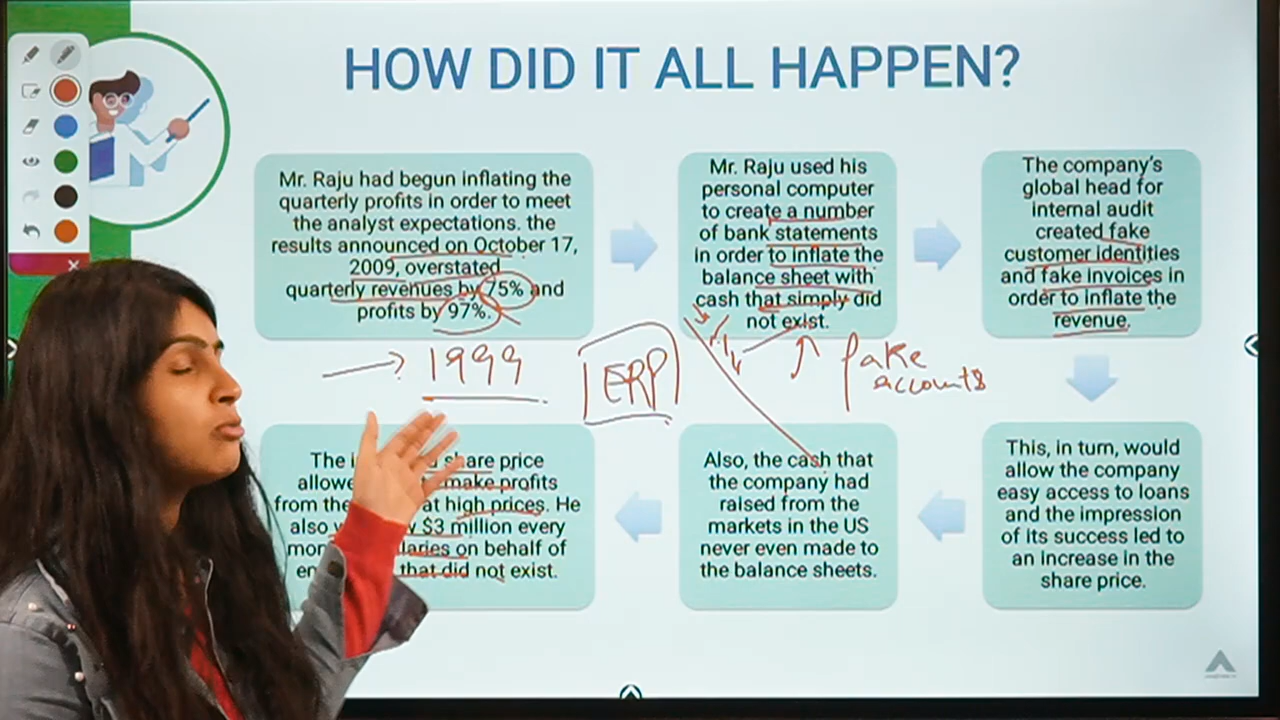 HOW DID IT ALL HAPPEN?
Mr. Raju had begun inflating the
quarterly profits in order to meet
the analyst expectations. the
results announced on October 17,
2009, overstated
quarterly revenues by 75% and
profits by 97%.
Mr. Raju used his
personal computer
to create a number
of bank statements
in order to inflate the
balance sheet with
cash that simply did
not exist.
The company's
global head for
internal audit
created fake
customer identities
and fake invoices in
order to inflate the
revenue.
1999
ERP
fake
accounts
This, in turn, would
allow the company
easy access to loans
and the impression
of its success led to
an increase in the
share price.
Also, the cash that
the company had
raised from the
markets in the US
never even made to
the balance sheets.
The share price
make profits
from the at high prices. He
also $3 million every
on behalf of
that did not exist.